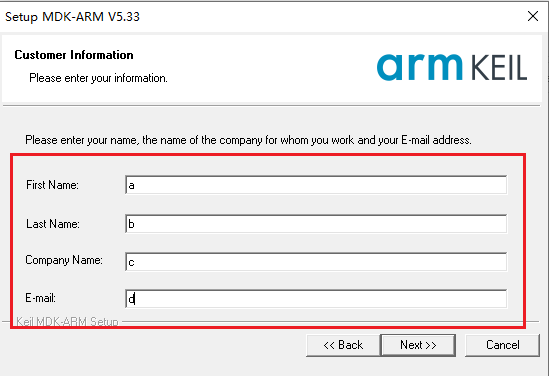 Setup MDK-ARM V5.33
Customer Information
Please enter your information.
arm KEIL
Please enter your name, the name of the company for whom you work and your E-mail address.
First Name: a
Last Name: b
Company Name: c
E-mail: d
Keil MDK-ARM Setup
<< Back Next >> Cancel